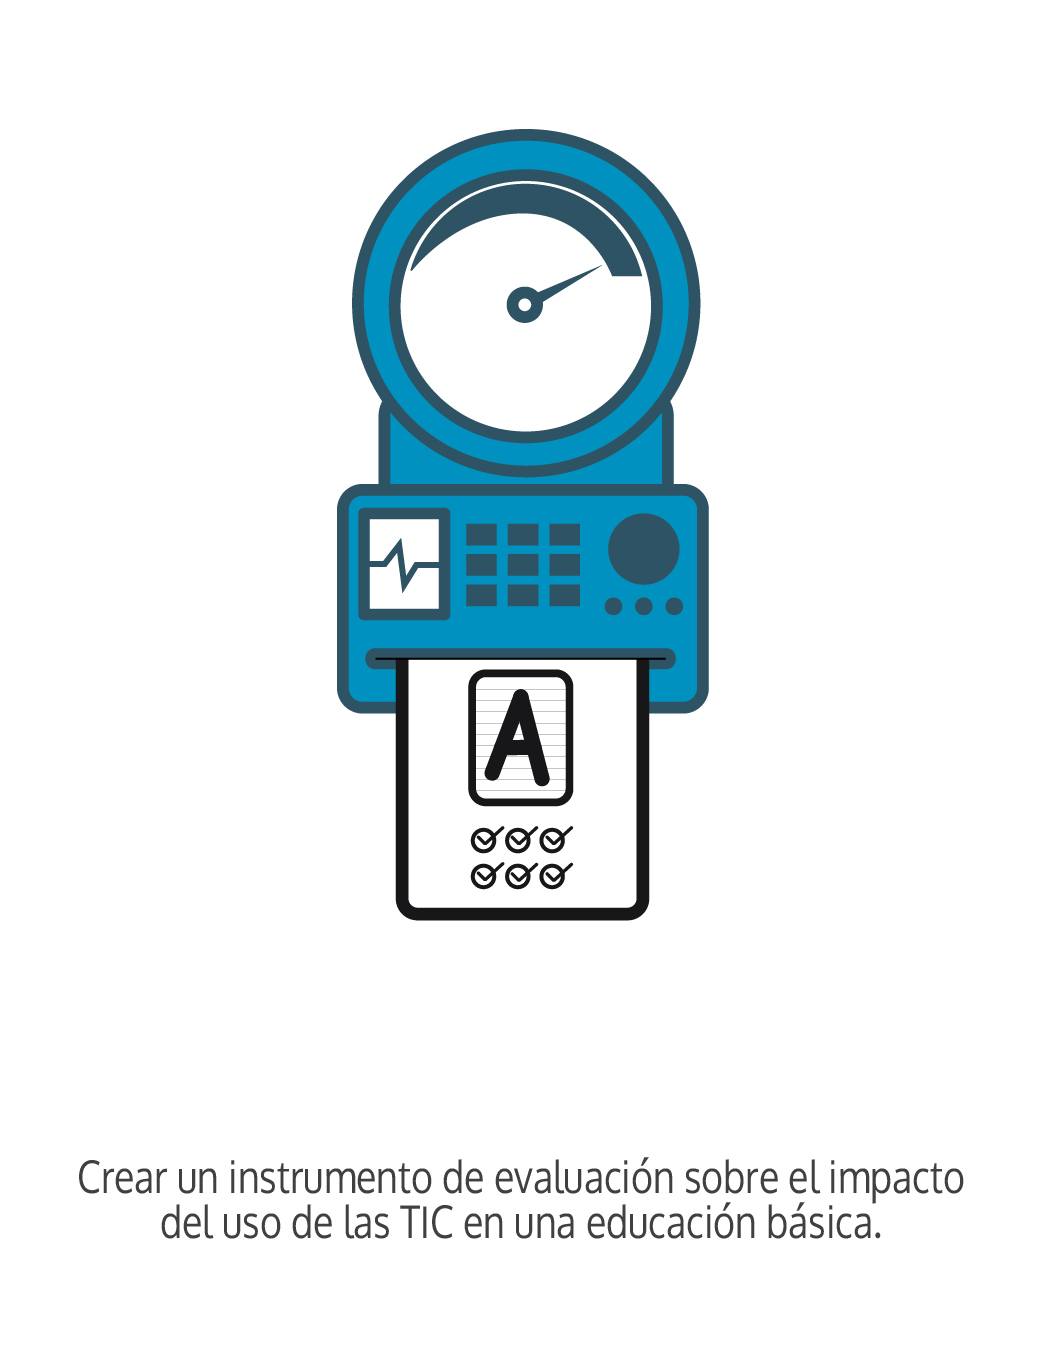 A
Crear un instrumento de evaluación sobre el impacto
del uso de las TIC en una educación básica.